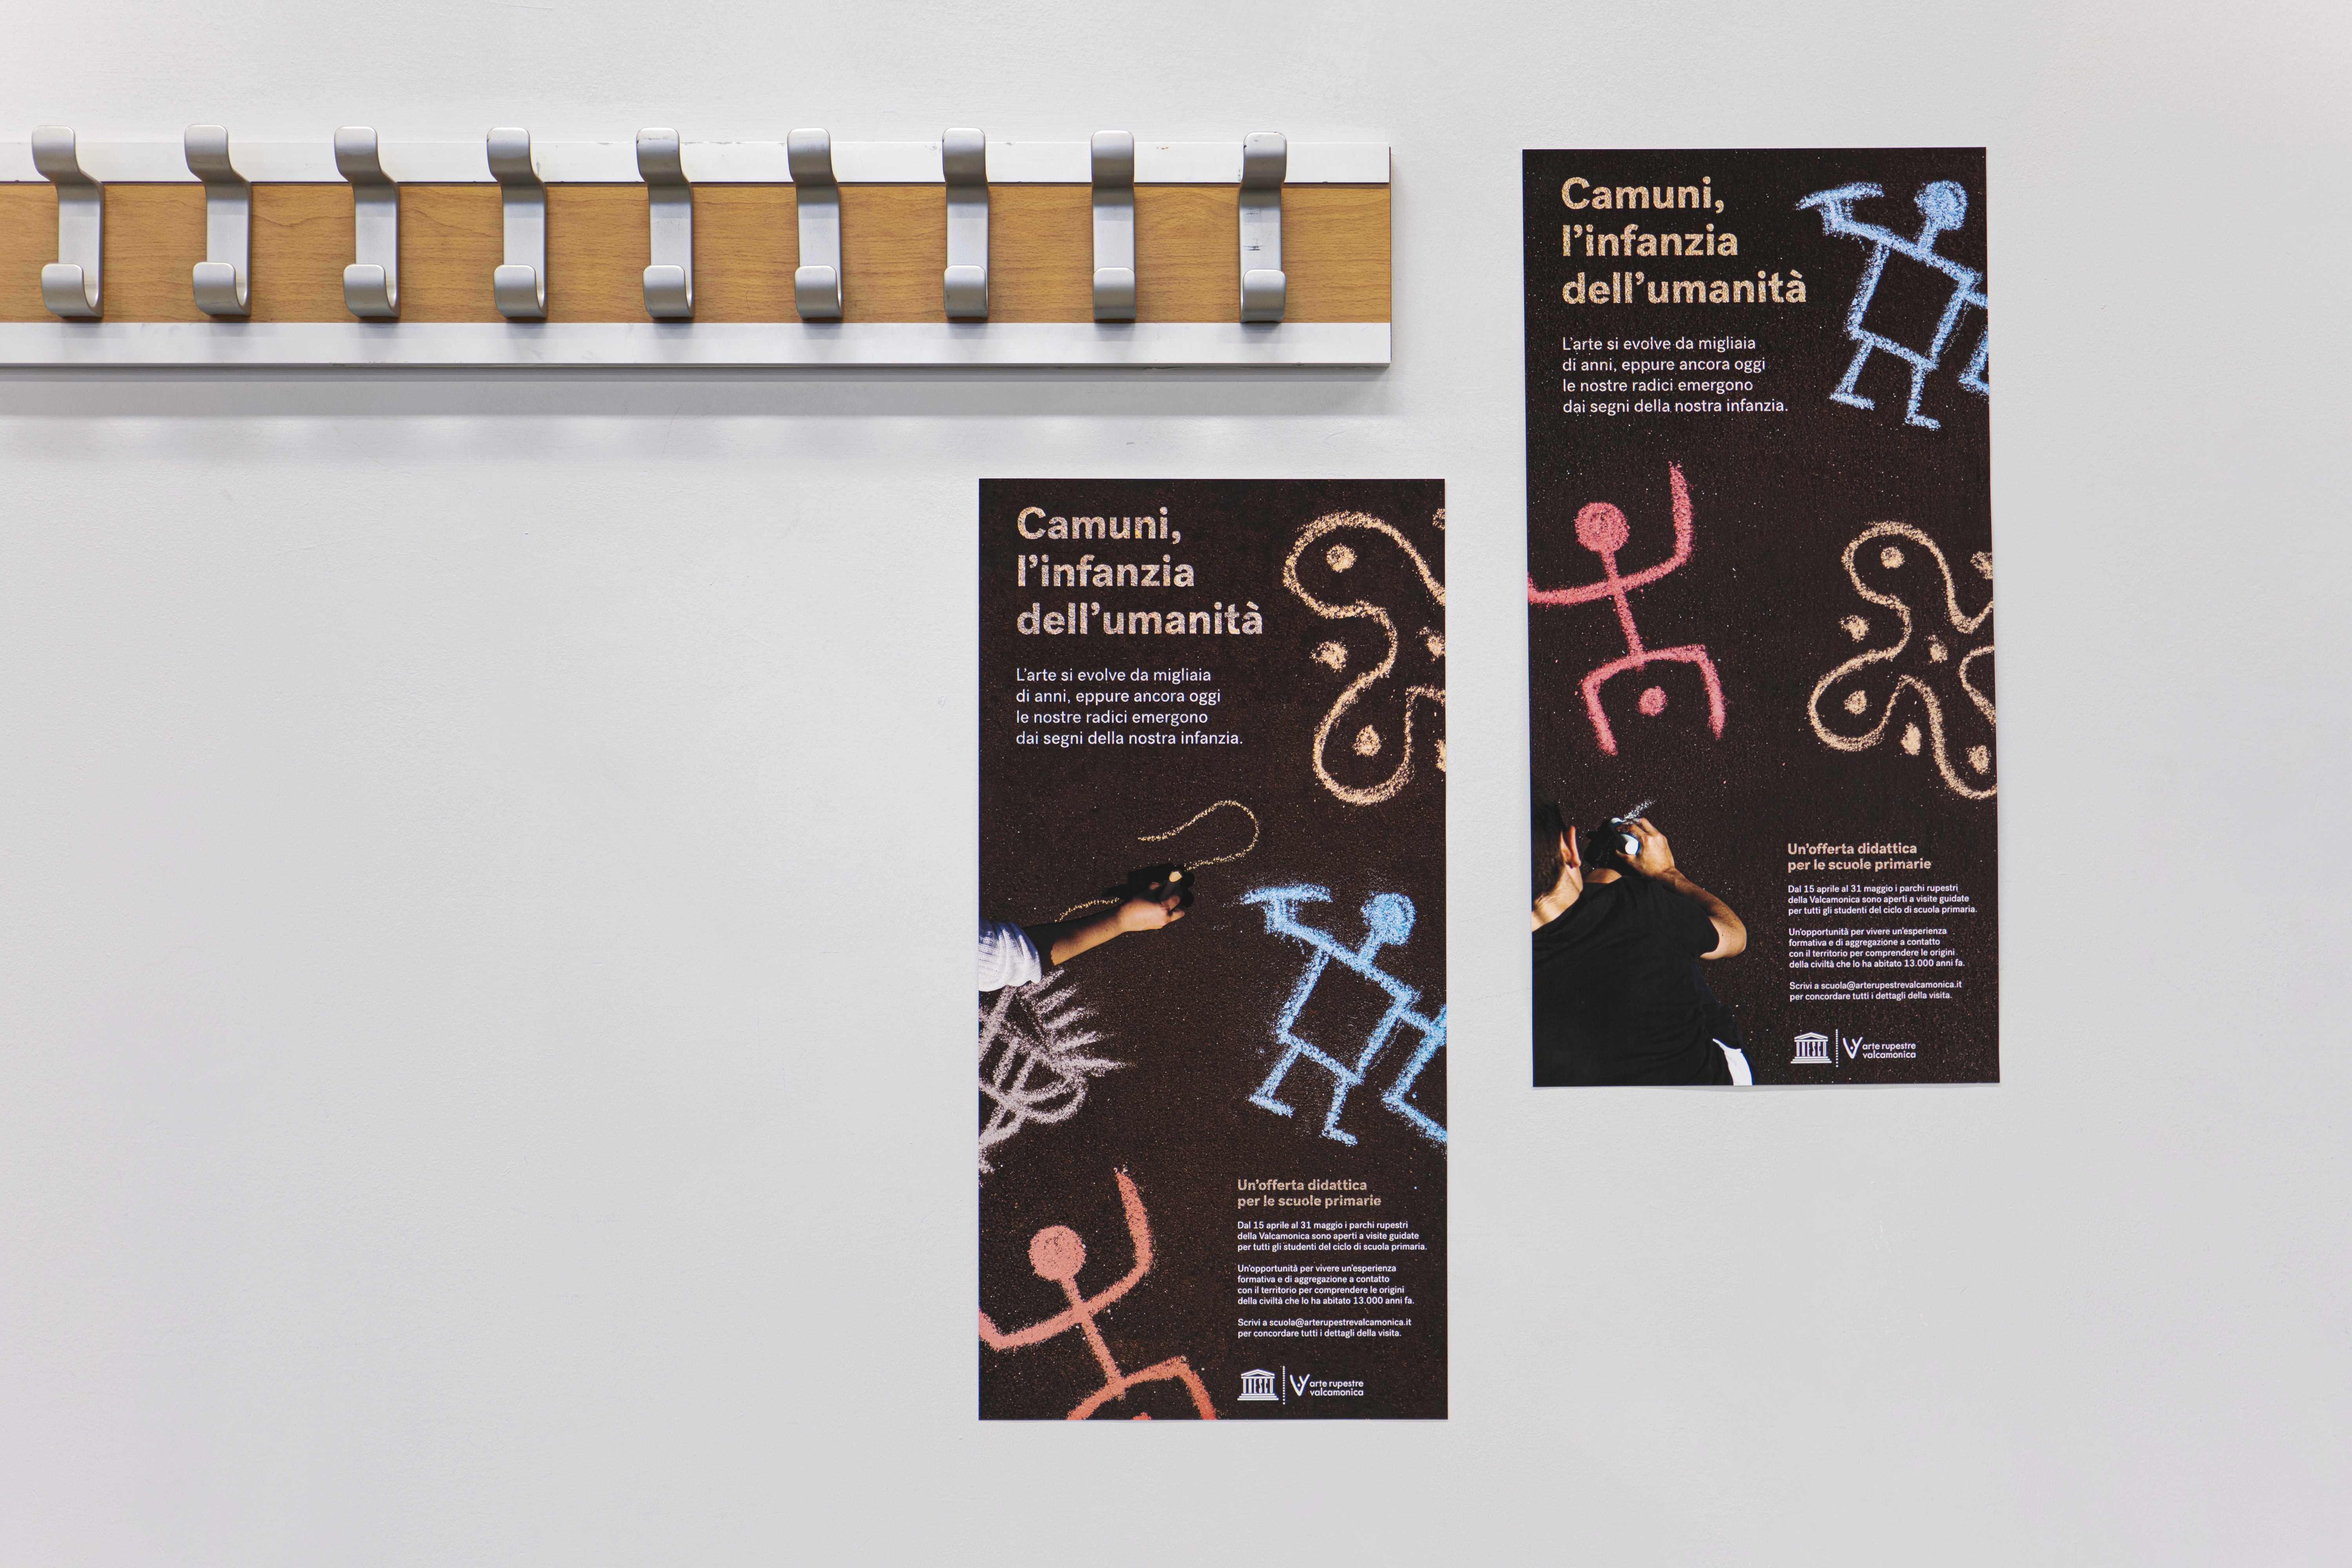 Camuni,
l'infanzia
dell'umanità
L'arte si evolve da migliaia
di anni, eppure ancora oggi
le nostre radici emergono
dai segni della nostra infanzia.
Un'offerta didattica
per le scuole primarie
Dal 15 aprile al 31 maggio i parchi rupestri
della Valcamonica sono aperti a visite guidate
per tutti gli studenti del ciclo di scuola primaria.
Un'opportunità per vivere un'esperienza
formativa e di aggregazione a contatto
con il territorio per comprendere le origini
della civiltà che lo ha abitato 13.000 anni fa.
Scrivi a scuola@arterupestrevalcamonica.it
per concordare tutti i dettagli della visita.
UNESCO
arte rupestre
valcamonica
Camuni,
l'infanzia
dell'umanità
L'arte si evolve da migliaia
di anni, eppure ancora oggi
le nostre radici emergono
dai segni della nostra infanzia.
Un'offerta didattica
per le scuole primarie
Dal 15 aprile al 31 maggio i parchi rupestri
della Valcamonica sono aperti a visite guidate
per tutti gli studenti del ciclo di scuola primaria.
Un'opportunità per vivere un'esperienza
formativa e di aggregazione a contatto
con il territorio per comprendere le origini
della civiltà che lo ha abitato 13.000 anni fa.
Scrivi a scuola@arterupestrevalcamonica.it
per concordare tutti i dettagli della visita.
UNESCO
arte rupestre
valcamonica